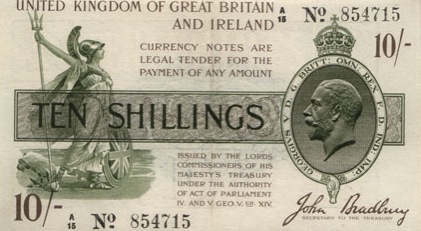 UNITED KINGDOM OF GREAT BRITAIN
AND IRELAND
A/15 Nº 854715
10/-
CURRENCY NOTES ARE
LEGAL TENDER FOR THE
PAYMENT OF ANY AMOUNT
GEORGIVS V D. G. BRITT: OMN: REX F. D. IND: IMP:
TEN SHILLINGS
ISSUED BY THE LORDS
COMMISSIONERS OF HIS
MAJESTY'S TREASURY
UNDER THE AUTHORITY
OF ACT OF PARLIAMENT
IV. AND V. GEO. V. CH. XIV.
10/-
A/15 Nº 854715
John Bradbury
SECRETARY TO THE TREASURY